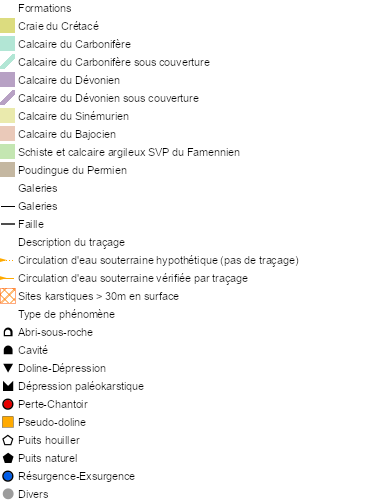 Formations
Craie du Crétacé
Calcaire du Carbonifère
Calcaire du Carbonifère sous couverture
Calcaire du Dévonien
Calcaire du Dévonien sous couverture
Calcaire du Sinémurien
Calcaire du Bajocien
Schiste et calcaire argileux SVP du Famennien
Poudingue du Permien
Galeries
Galeries
Faille
Description du traçage
Circulation d'eau souterraine hypothétique (pas de traçage)
Circulation d'eau souterraine vérifiée par traçage
Sites karstiques > 30m en surface
Type de phénomène
Abri-sous-roche
Cavité
Doline-Dépression
Dépression paléokarstique
Perte-Chantoir
Pseudo-doline
Puits houiller
Puits naturel
Résurgence-Exsurgence
Divers